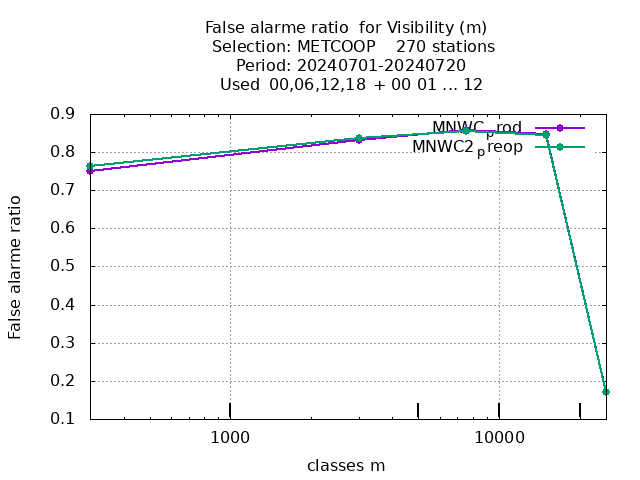 False alarme ratio  for Visibility (m)
Selection: METCOOP    270 stations
Period: 20240701-20240720
Used  00,06,12,18  + 00 01 ... 12
MNWC_prod
MNWC2_preop
0.9
0.8
0.7
0.6
0.5
0.4
0.3
0.2
0.1
False alarme ratio
1000
10000
classes m